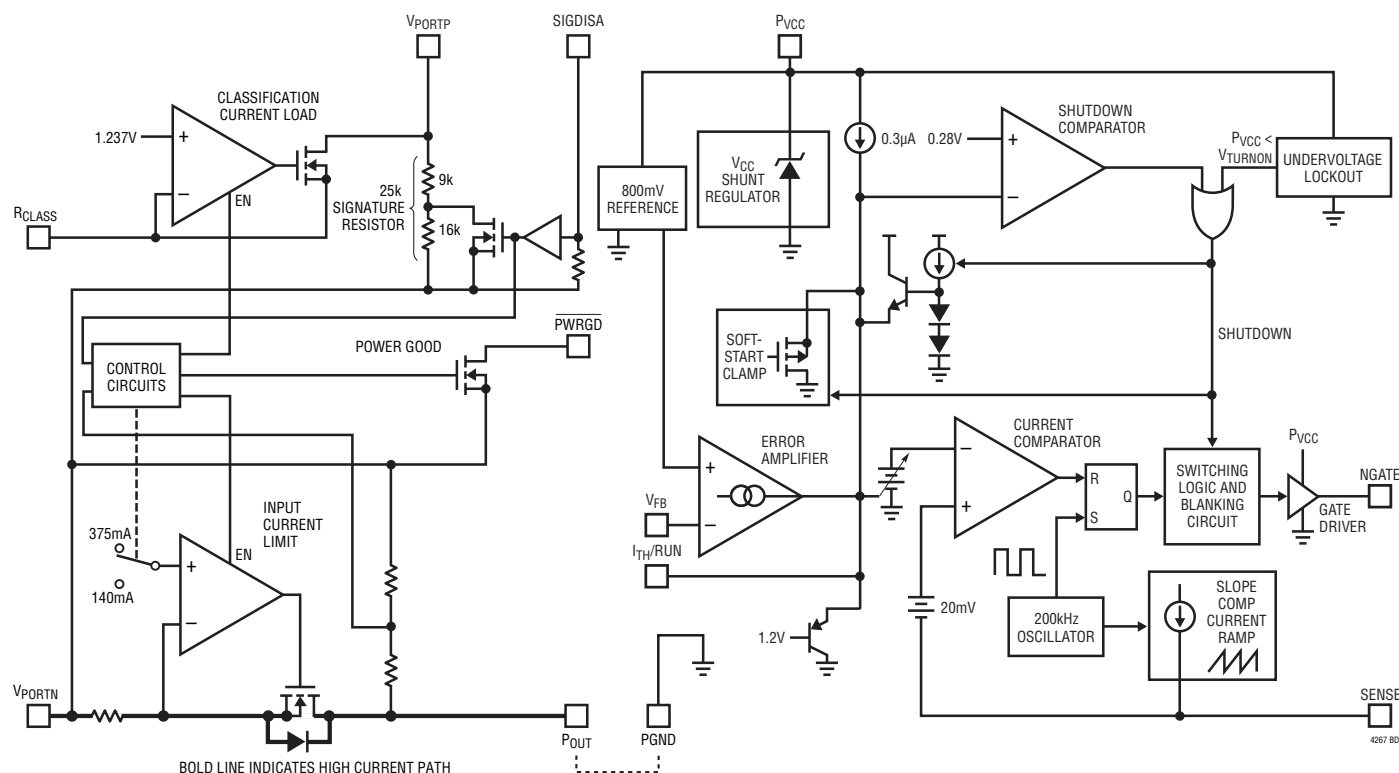 VPORTP
SIGDISA
PVCC
CLASSIFICATION
CURRENT LOAD
1.237V
+
–
EN
RCLASS
25k
SIGNATURE
RESISTOR
9k
16k
800mV
REFERENCE
VCC
SHUNT
REGULATOR
0.3µA
0.28V
+
–
SHUTDOWN
COMPARATOR
PVCC <
VTURNON
UNDERVOLTAGE
LOCKOUT
PWRGD
POWER GOOD
CONTROL
CIRCUITS
SOFT-
START
CLAMP
SHUTDOWN
375mA
140mA
+
–
EN
INPUT
CURRENT
LIMIT
ERROR
AMPLIFIER
+
–
VFB
ITH/RUN
CURRENT
COMPARATOR
–
+
R
S
Q
SWITCHING
LOGIC AND
BLANKING
CIRCUIT
PVCC
GATE
DRIVER
NGATE
20mV
200kHz
OSCILLATOR
SLOPE
COMP
CURRENT
RAMP
1.2V
VPORTN
POUT
PGND
SENSE
4267 BD
BOLD LINE INDICATES HIGH CURRENT PATH